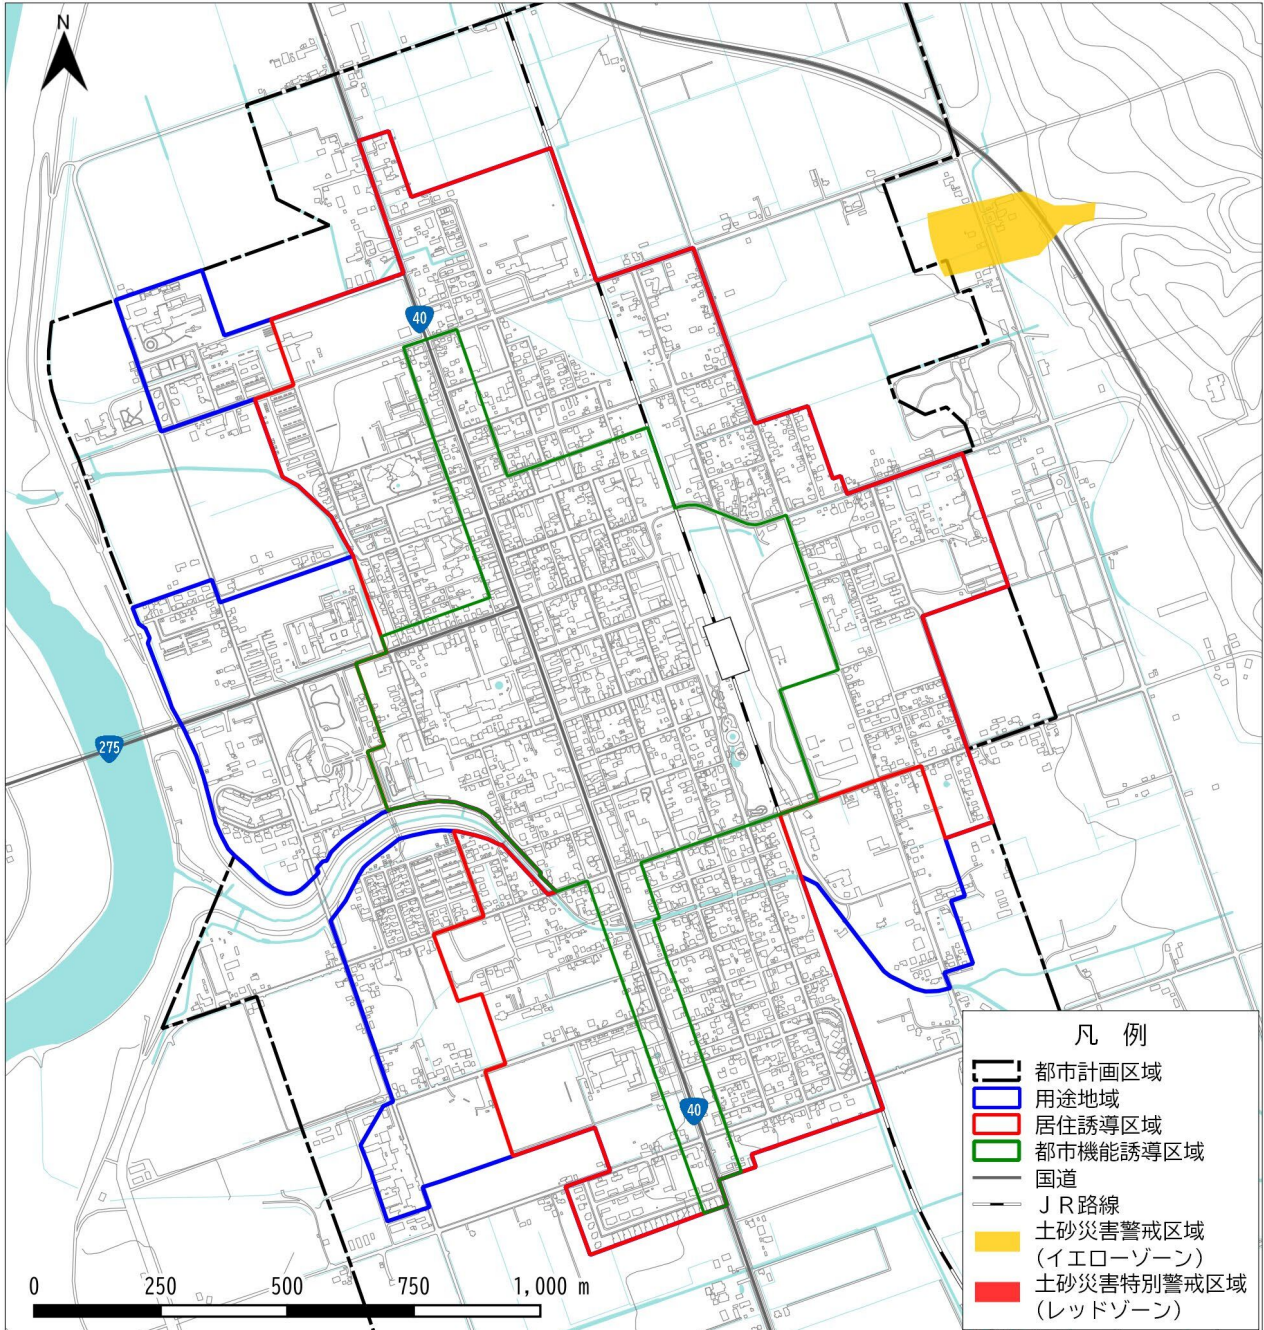 N
40
275
40
0 250 500 750 1,000 m
凡 例
都市計画区域
用途地域
居住誘導区域
都市機能誘導区域
国道
ＪＲ路線
土砂災害警戒区域
(イエローゾーン)
土砂災害特別警戒区域
(レッドゾーン)